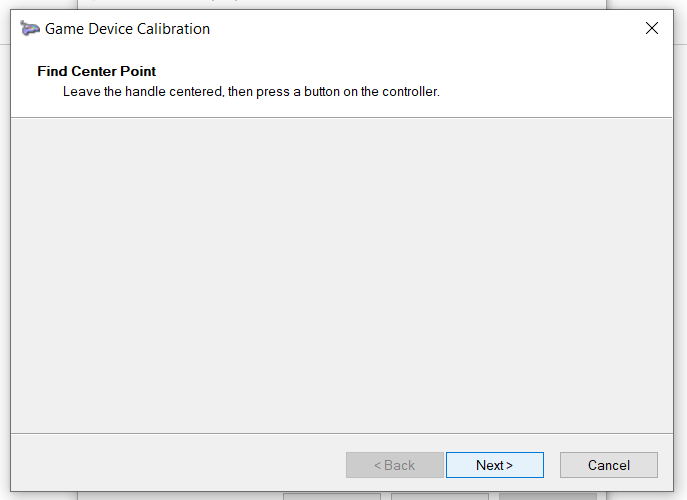 Game Device Calibration
Find Center Point
Leave the handle centered, then press a button on the controller.
< Back
Next >
Cancel